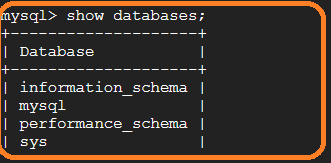 mysql> show databases;
+--------------------+
| Database           |
+--------------------+
| information_schema |
| mysql              |
| performance_schema |
| sys                |